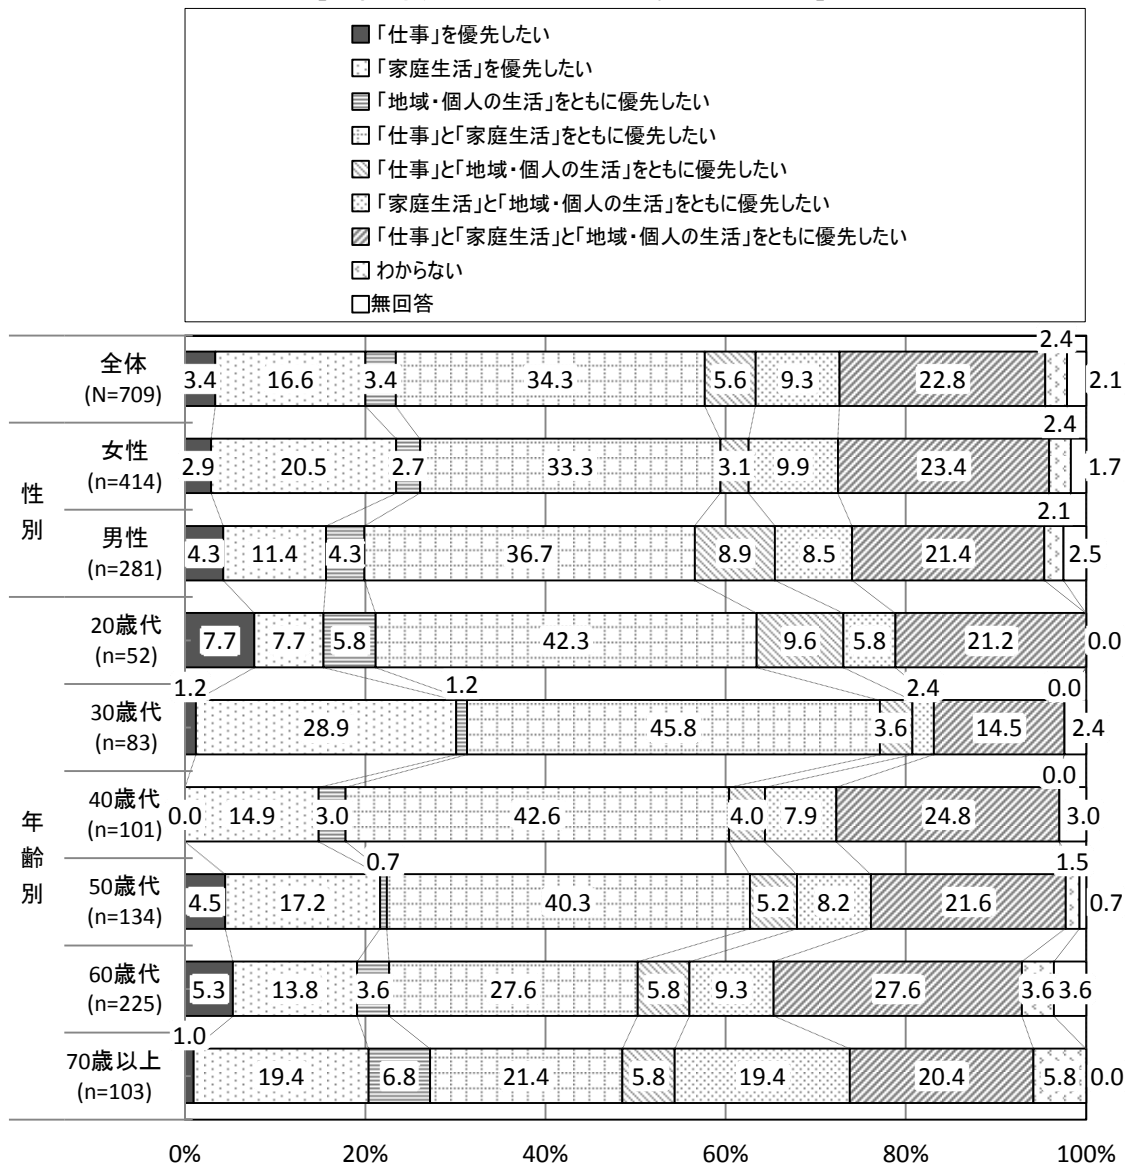 「仕事」を優先したい
「家庭生活」を優先したい
「地域・個人の生活」をともに優先したい
「仕事」と「家庭生活」をともに優先したい
「仕事」と「地域・個人の生活」をともに優先したい
「家庭生活」と「地域・個人の生活」をともに優先したい
「仕事」と「家庭生活」と「地域・個人の生活」をともに優先したい
わからない
無回答
全体
(N=709)
3.4 16.6 3.4 34.3 5.6 9.3 22.8 2.4 2.1
性別
女性
(n=414)
2.9 20.5 2.7 33.3 3.1 9.9 23.4 2.4 1.7
男性
(n=281)
4.3 11.4 4.3 36.7 8.9 8.5 21.4 2.1 2.5
年齢別
20歳代
(n=52)
7.7 7.7 5.8 42.3 9.6 5.8 21.2 0.0
30歳代
(n=83)
1.2 28.9 1.2 45.8 3.6 2.4 14.5 0.0 2.4
40歳代
(n=101)
0.0 14.9 3.0 42.6 4.0 7.9 24.8 0.0 3.0
50歳代
(n=134)
4.5 17.2 0.7 40.3 5.2 8.2 21.6 1.5 0.7
60歳代
(n=225)
5.3 13.8 3.6 27.6 5.8 9.3 27.6 3.6 3.6
70歳以上
(n=103)
1.0 19.4 6.8 21.4 5.8 19.4 20.4 5.8 0.0
0% 20% 40% 60% 80% 100%